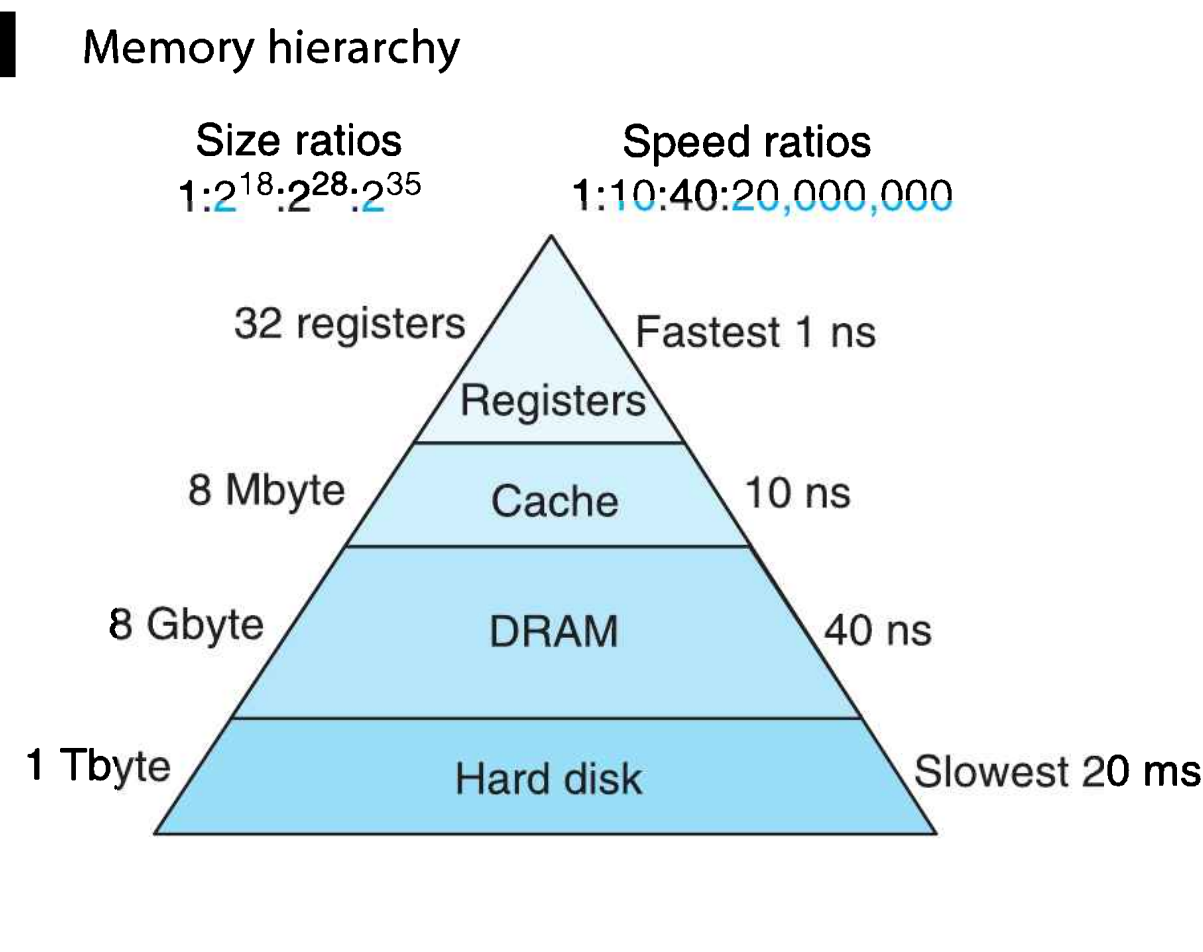 Memory hierarchy
Size ratios
1:2¹⁸:2²⁸:2³⁵
Speed ratios
1:10:40:20,000,000
32 registers
Fastest 1 ns
Registers
8 Mbyte
Cache
10 ns
8 Gbyte
DRAM
40 ns
1 Tbyte
Hard disk
Slowest 20 ms